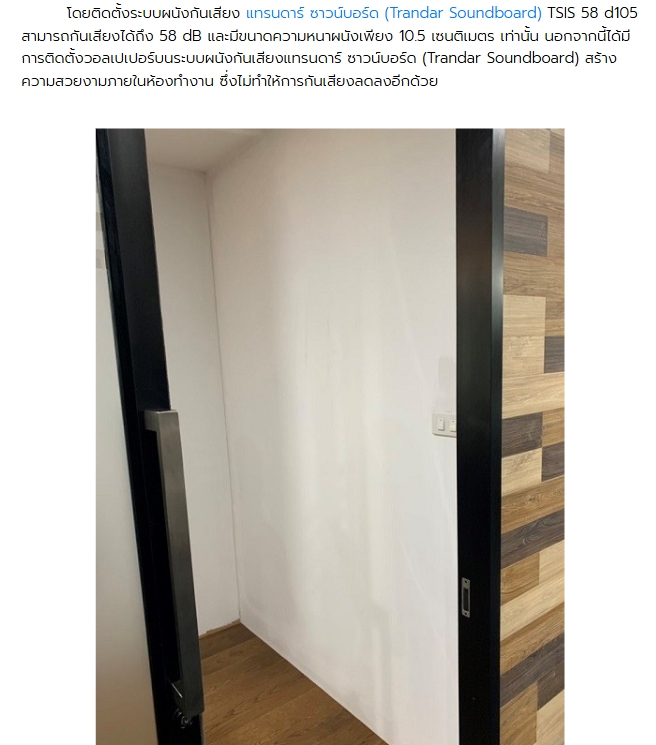 โดยติดตั้งระบบผนังกันเสียง แทรนดาร์ ซาวน์บอร์ด (Trandar Soundboard) TSIS 58 d105
สามารถกันเสียงได้ถึง 58 dB และมีขนาดความหนาผนังเพียง 10.5 เซนติเมตร เท่านั้น นอกจากนี้ได้มี
การติดตั้งวอลเปเปอร์บนระบบผนังกันเสียงแทรนดาร์ ซาวน์บอร์ด (Trandar Soundboard) สร้าง
ความสวยงามภายในห้องทำงาน ซึ่งไม่ทำให้การกันเสียงลดลงอีกด้วย